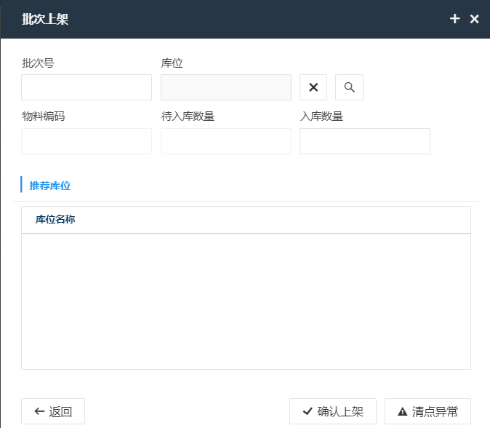 批次上架
批次号 库位
物料编码 待入库数量 入库数量
推荐库位
库位名称
返回 确认上架 清点异常